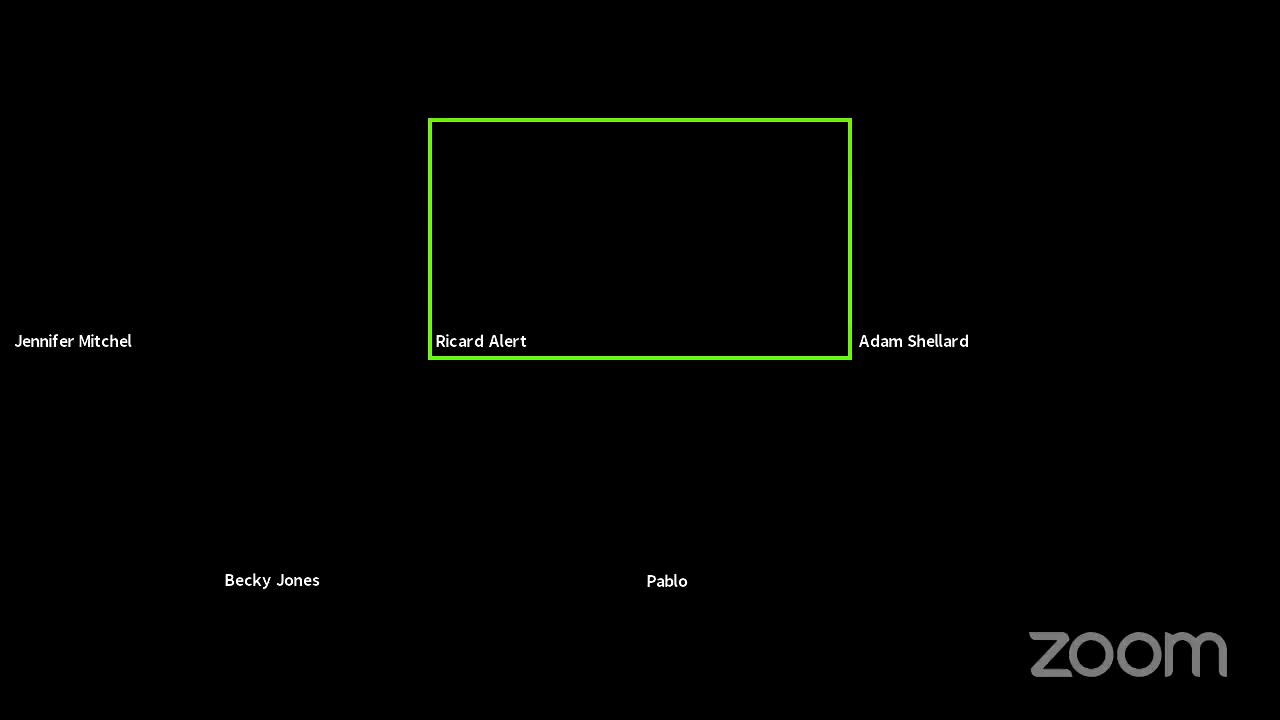 Jennifer Mitchel
Ricard Alert
Adam Shellard
Becky Jones
Pablo
zoom